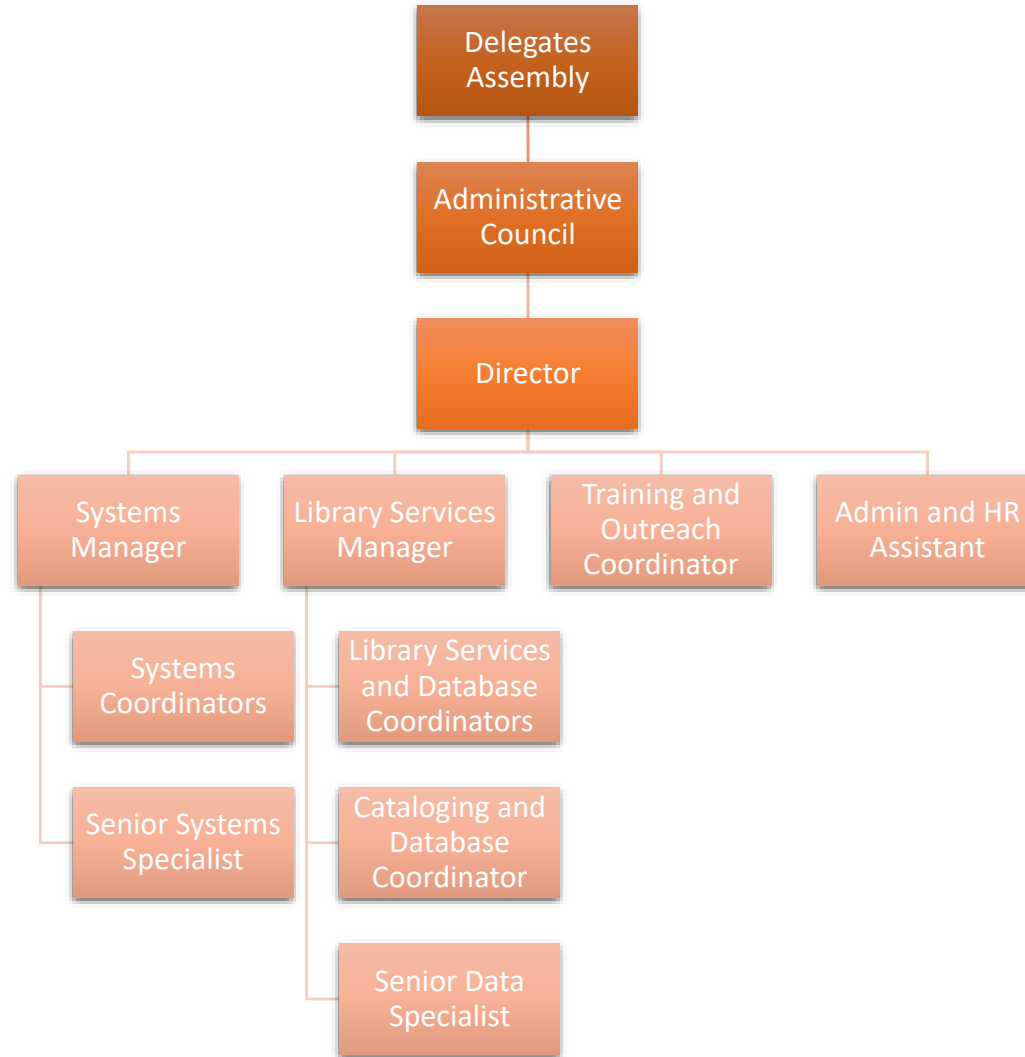 Delegates
Assembly
Administrative
Council
Director
Systems
Manager
Library Services
Manager
Training and
Outreach
Coordinator
Admin and HR
Assistant
Systems
Coordinators
Library Services
and Database
Coordinators
Senior Systems
Specialist
Cataloging and
Database
Coordinator
Senior Data
Specialist